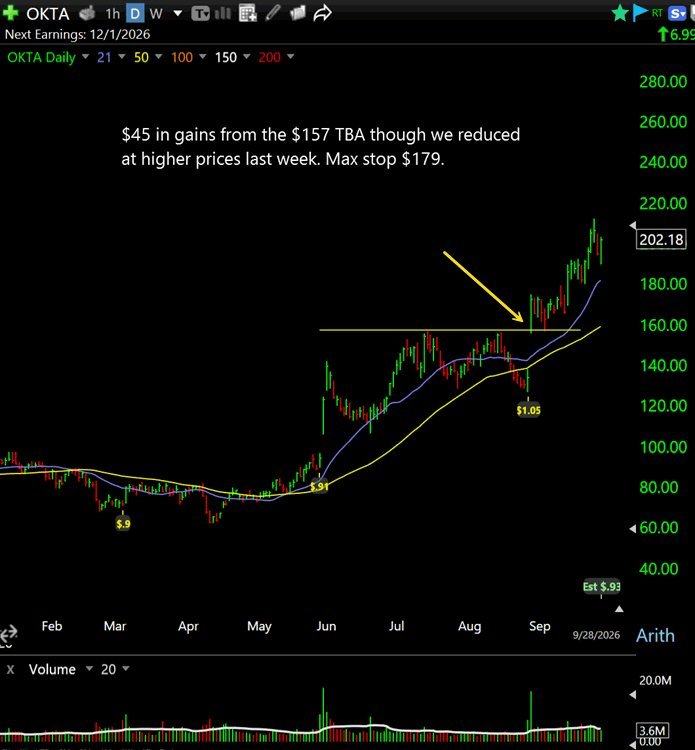 OKTA 1h D W T RT S
Next Earnings: 12/1/2026
6.99
OKTA Daily 21 50 100 150 200
$45 in gains from the $157 TBA though we reduced
at higher prices last week. Max stop $179.
280.00
260.00
240.00
220.00
202.18
180.00
160.00
140.00
120.00
100.00
80.00
60.00
40.00
$1.05
$.91
$.9
Est $.93
Feb Mar Apr May Jun Jul Aug Sep 9/28/2026 Arith
X Volume 20
20.0M
3.6M
0.00